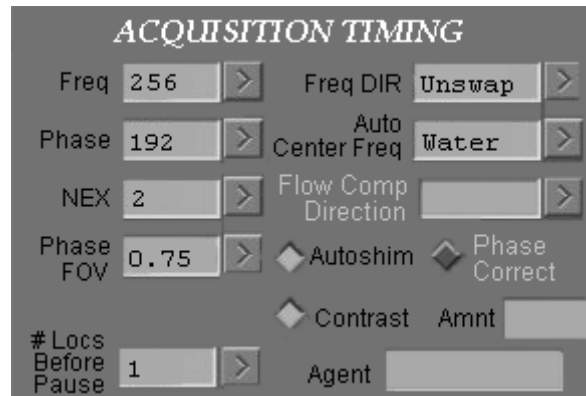 ACQUISITION TIMING
Freq 256 > Freq DIR Unswap >
Phase 192 > Auto Center Freq Water >
NEX 2 > Flow Comp Direction >
Phase FOV 0.75 > Autoshim Phase Correct
Contrast Amnt
# Locs Before Pause 1 > Agent